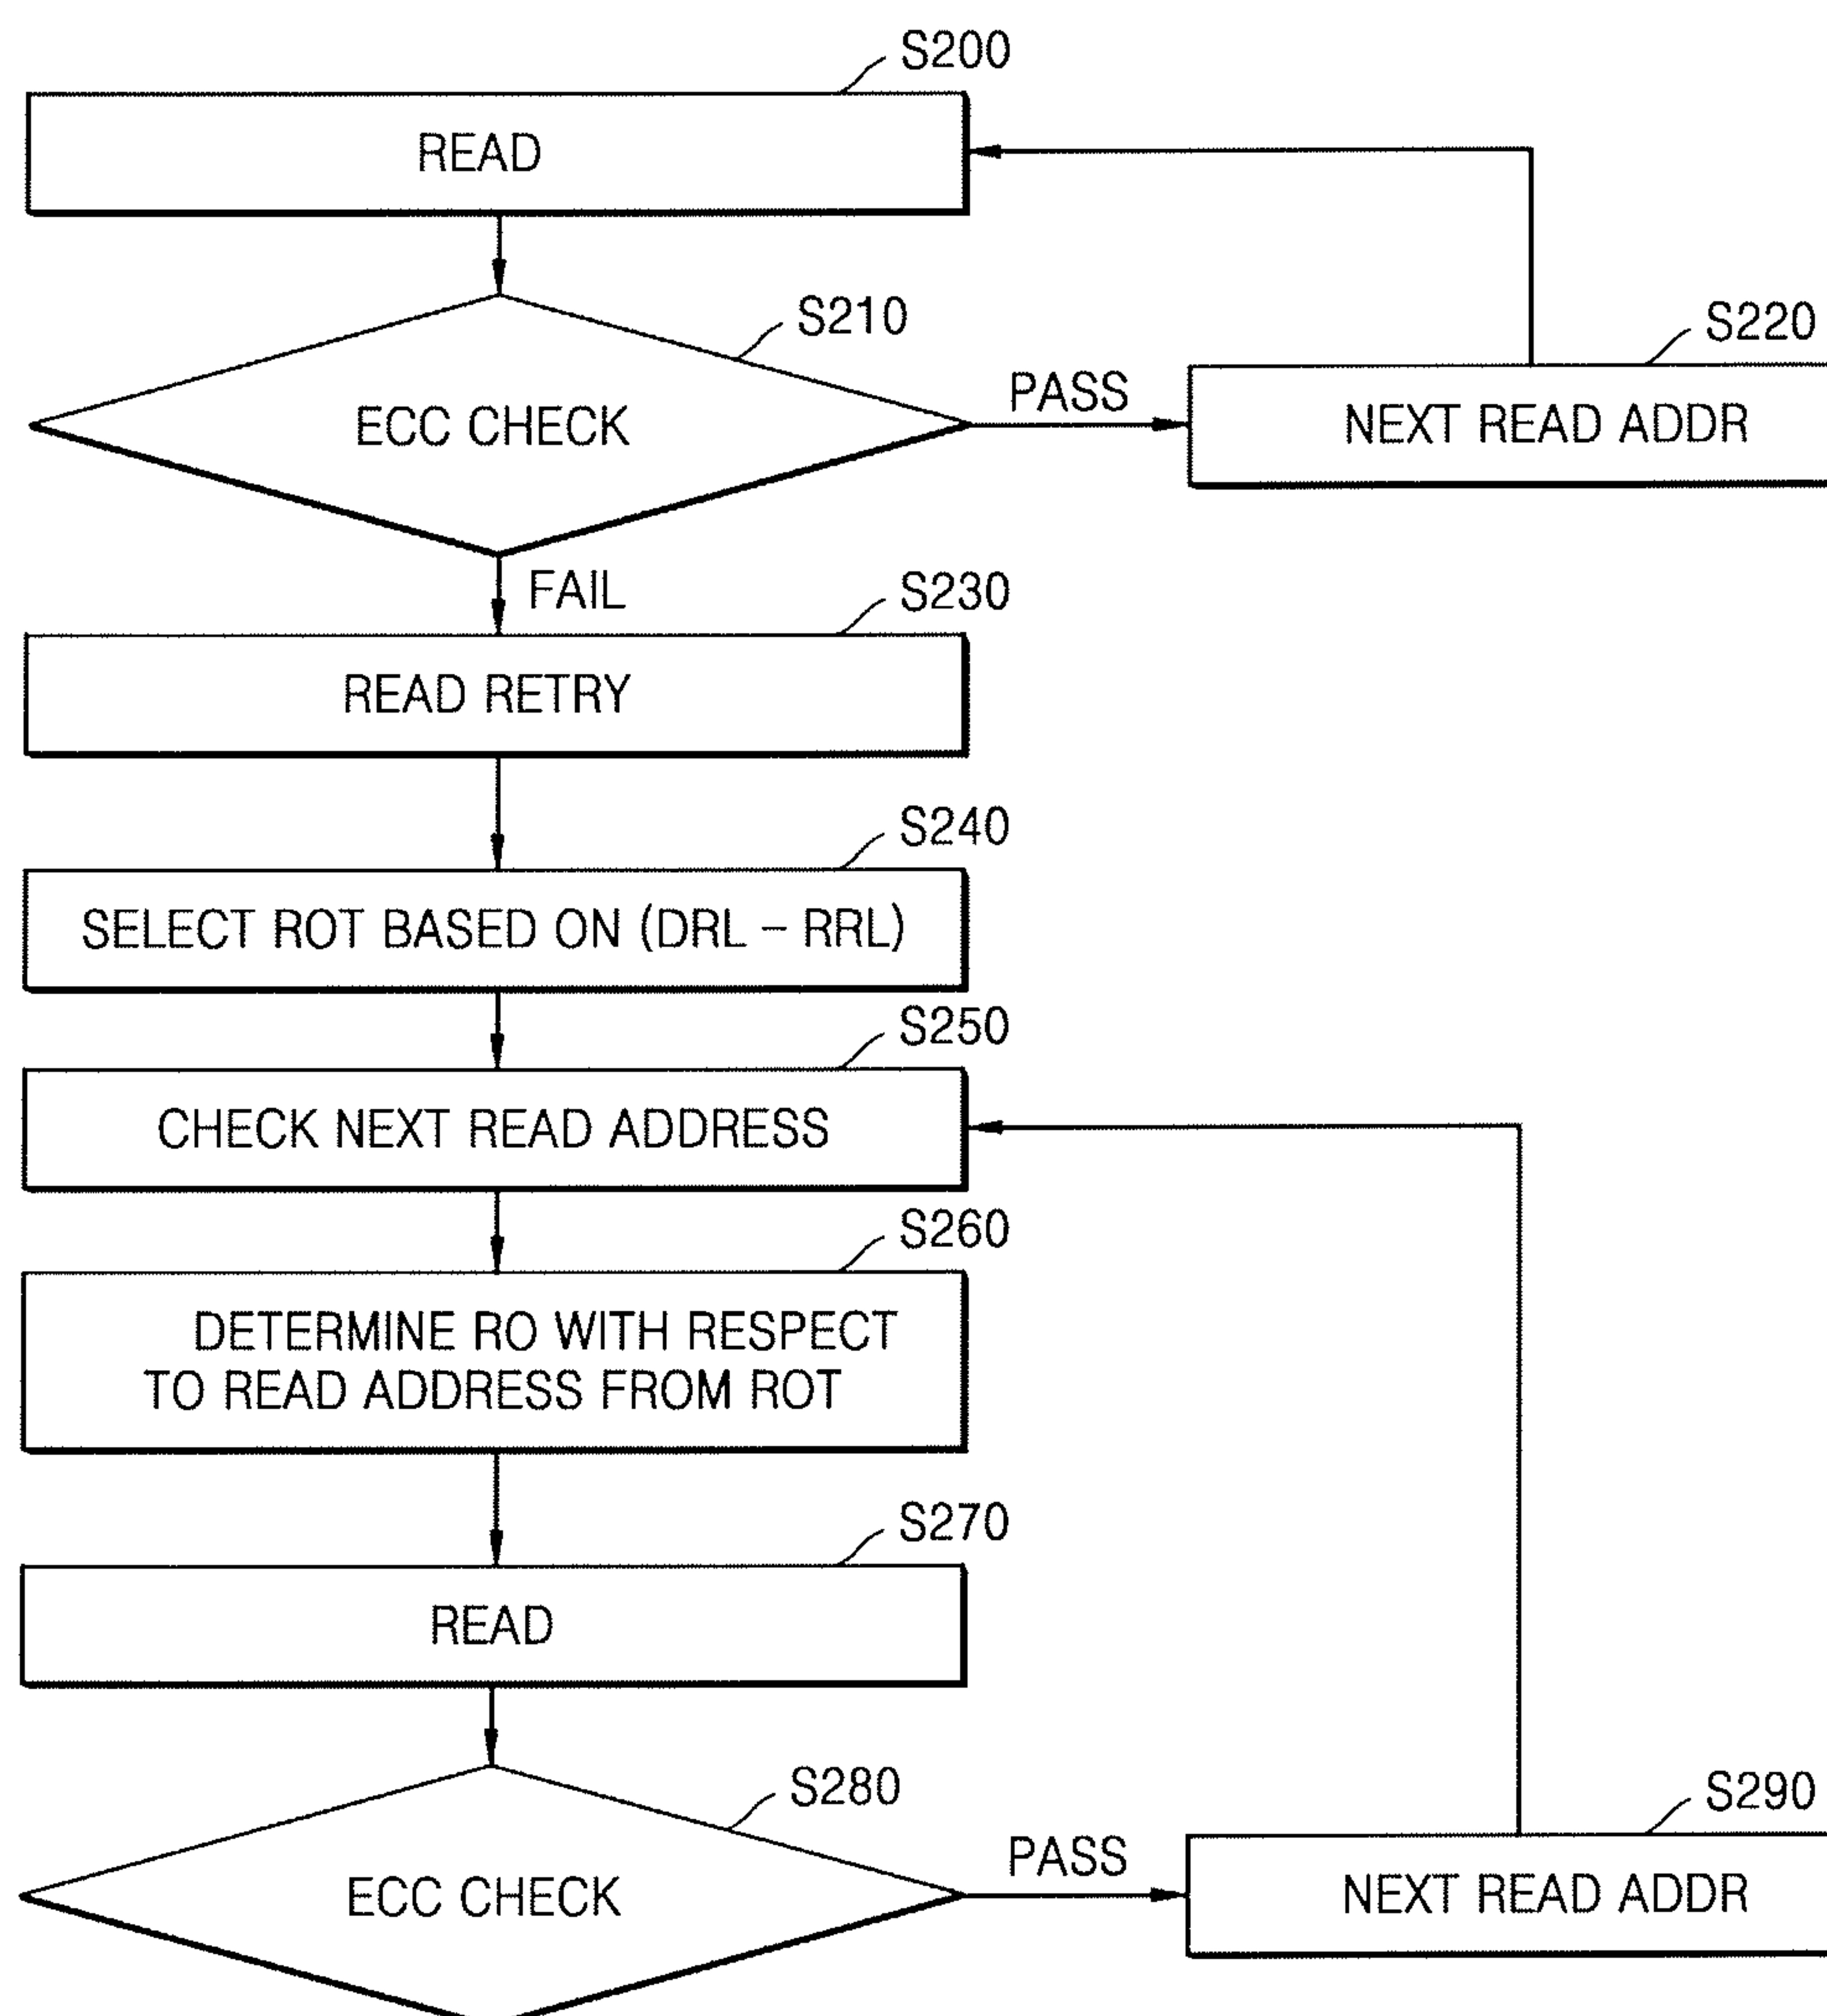 S200
READ
S210
ECC CHECK
PASS
S220
NEXT READ ADDR
FAIL
S230
READ RETRY
S240
SELECT ROT BASED ON (DRL – RRL)
S250
CHECK NEXT READ ADDRESS
S260
DETERMINE RO WITH RESPECT
TO READ ADDRESS FROM ROT
S270
READ
S280
ECC CHECK
PASS
S290
NEXT READ ADDR